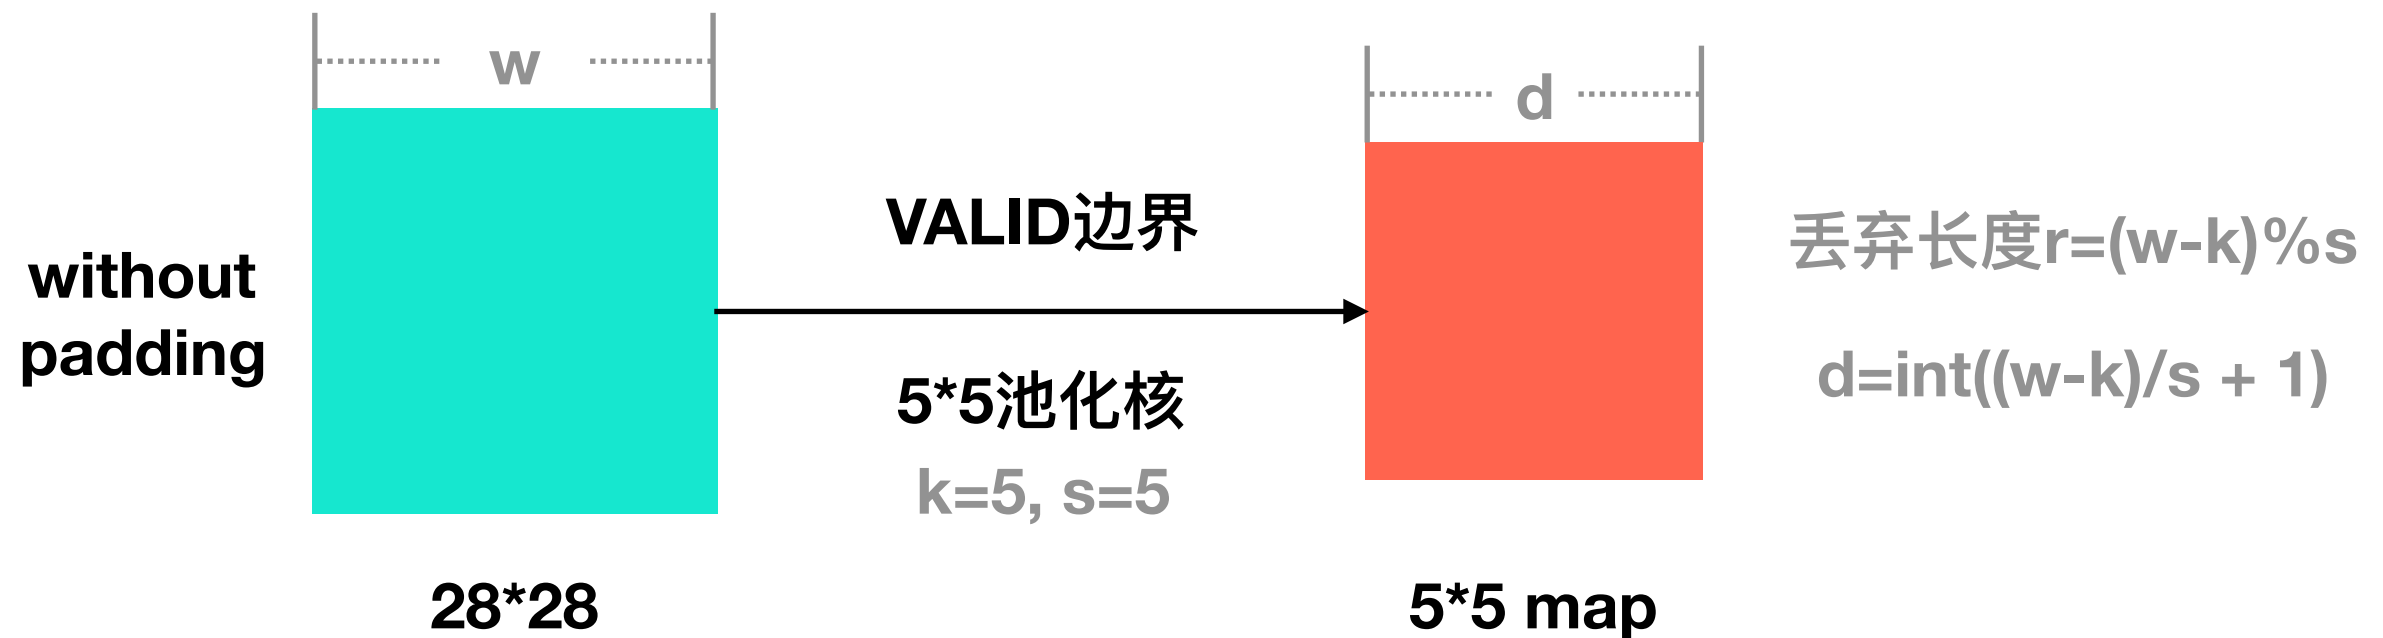 w
d
without
padding
VALID边界
5*5池化核
k=5, s=5
丢弃长度r=(w-k)%s
d=int((w-k)/s + 1)
28*28
5*5 map